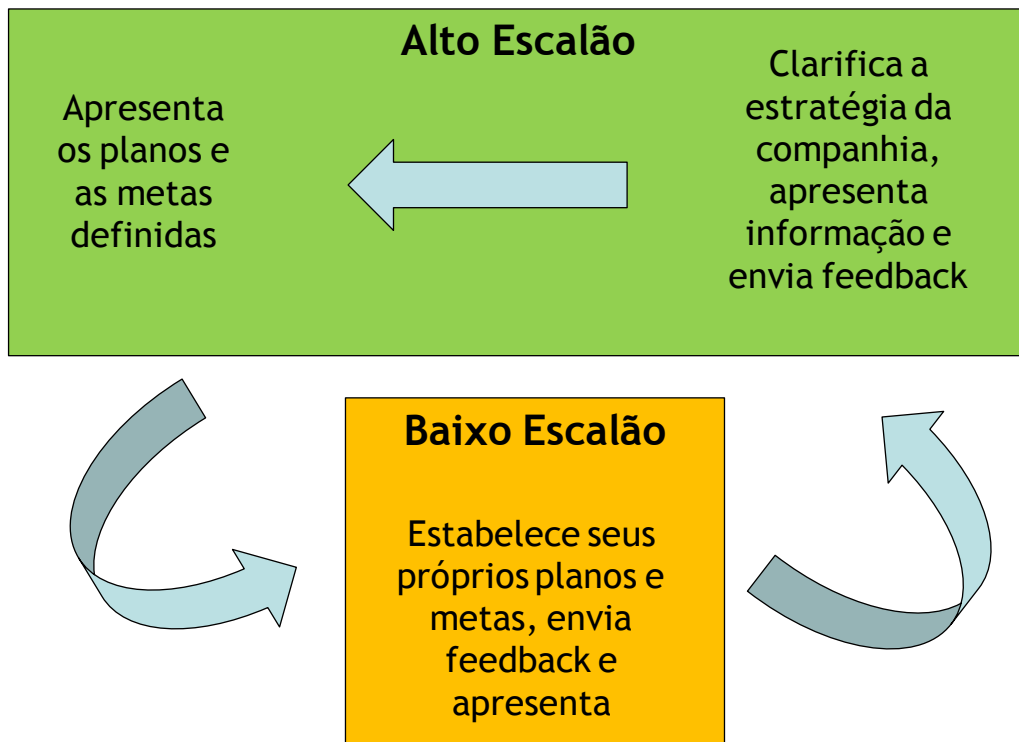 Alto Escalão
Apresenta
os planos e
as metas
definidas
Clarifica a
estratégia da
companhia,
apresenta
informação e
envia feedback
Baixo Escalão
Estabelece seus
próprios planos e
metas, envia
feedback e
apresenta